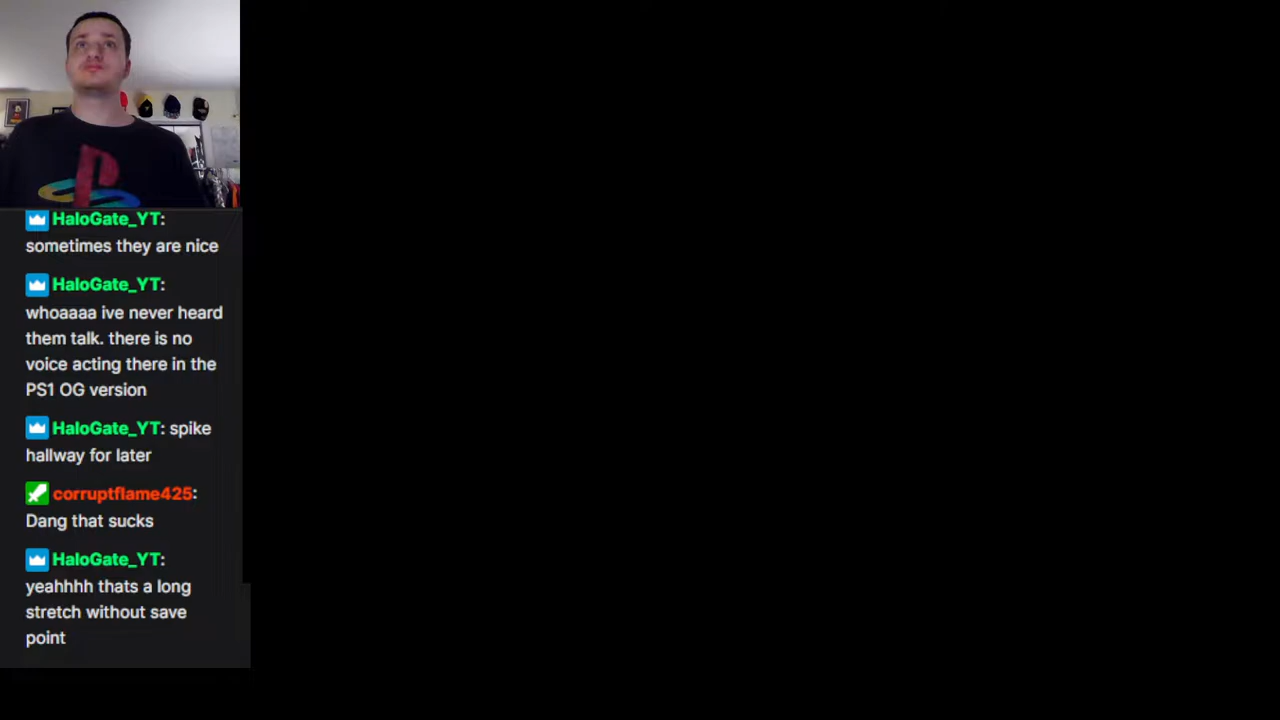 HaloGate_YT:
sometimes they are nice
HaloGate_YT:
whoaaaa ive never heard
them talk. there is no
voice acting there in the
PS1 OG version
HaloGate_YT: spike
hallway for later
corruptflame425:
Dang that sucks
HaloGate_YT:
yeahhhh thats a long
stretch without save
point